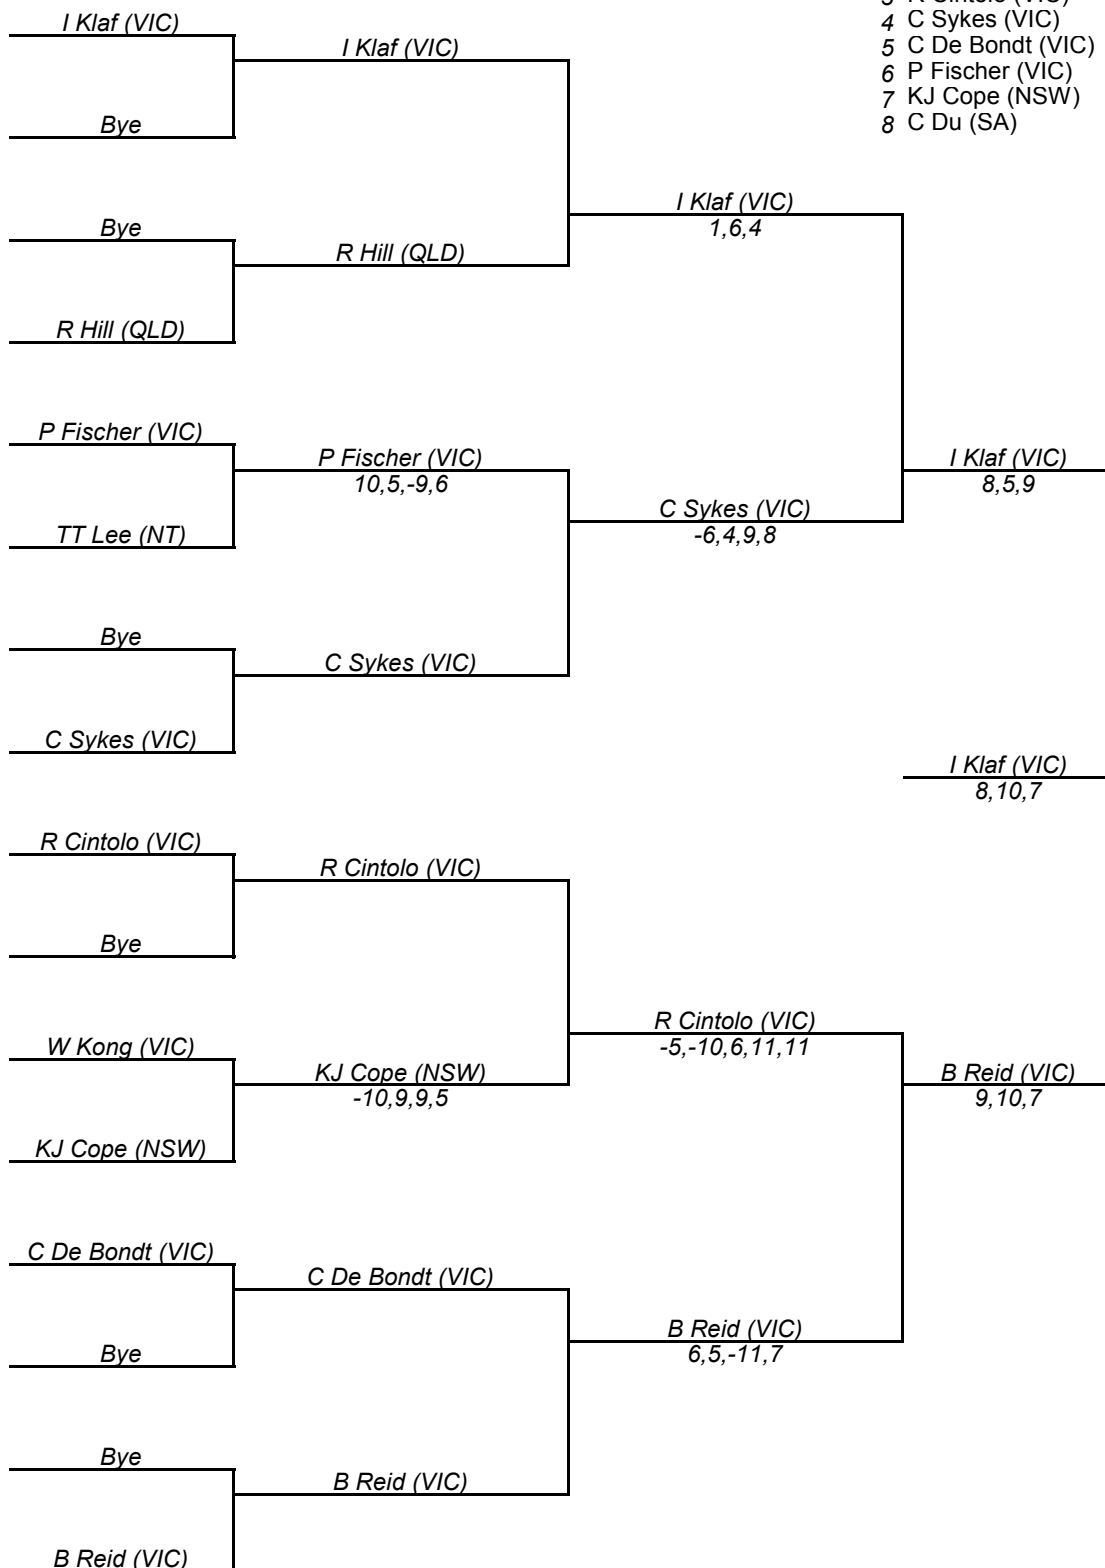 3 R Cintolo (VIC)
4 C Sykes (VIC)
5 C De Bondt (VIC)
6 P Fischer (VIC)
7 KJ Cope (NSW)
8 C Du (SA)
I Klaf (VIC)
Bye
Bye
R Hill (QLD)
P Fischer (VIC)
TT Lee (NT)
Bye
C Sykes (VIC)
R Cintolo (VIC)
Bye
W Kong (VIC)
KJ Cope (NSW)
C De Bondt (VIC)
Bye
Bye
B Reid (VIC)
I Klaf (VIC)
R Hill (QLD)
P Fischer (VIC)
10,5,-9,6
C Sykes (VIC)
R Cintolo (VIC)
KJ Cope (NSW)
-10,9,9,5
C De Bondt (VIC)
B Reid (VIC)
I Klaf (VIC)
1,6,4
C Sykes (VIC)
-6,4,9,8
R Cintolo (VIC)
-5,-10,6,11,11
B Reid (VIC)
6,5,-11,7
I Klaf (VIC)
8,5,9
I Klaf (VIC)
8,10,7
B Reid (VIC)
9,10,7